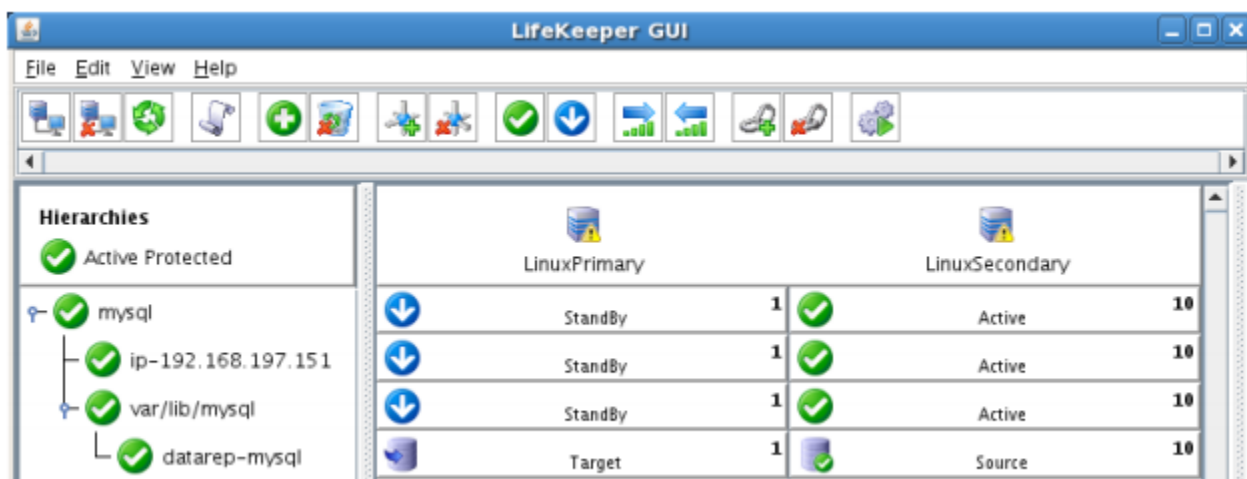 LifeKeeper GUI
File Edit View Help
Hierarchies
Active Protected
LinuxPrimary LinuxSecondary
mysql StandBy 1 Active 10
ip-192.168.197.151 StandBy 1 Active 10
var/lib/mysql StandBy 1 Active 10
datarep-mysql Target 1 Source 10